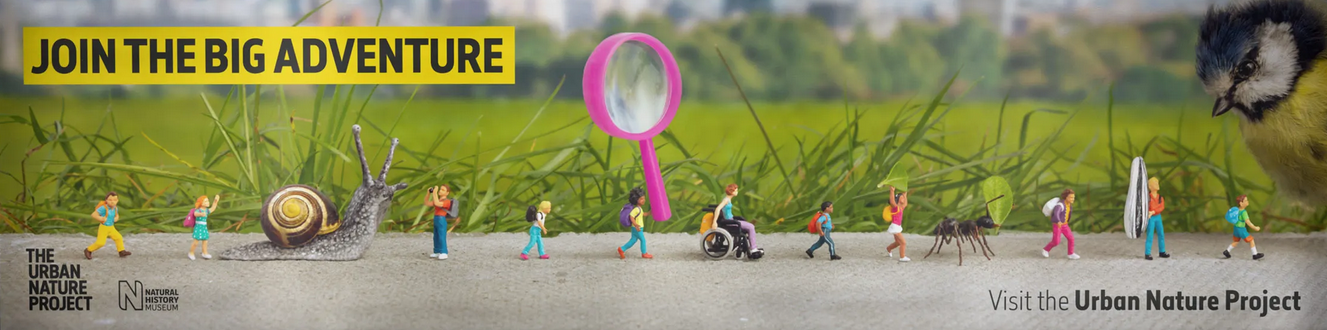 JOIN THE BIG ADVENTURE
THE
URBAN
NATURE
PROJECT
NATURAL
HISTORY
MUSEUM
Visit the Urban Nature Project